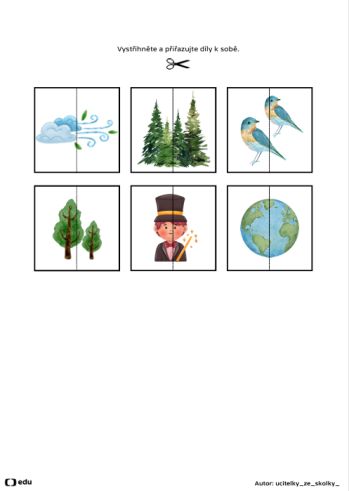 Vystřihněte a přiřazujte díly k sobě.
edu
Autor: ucitelky_ze_skolky_